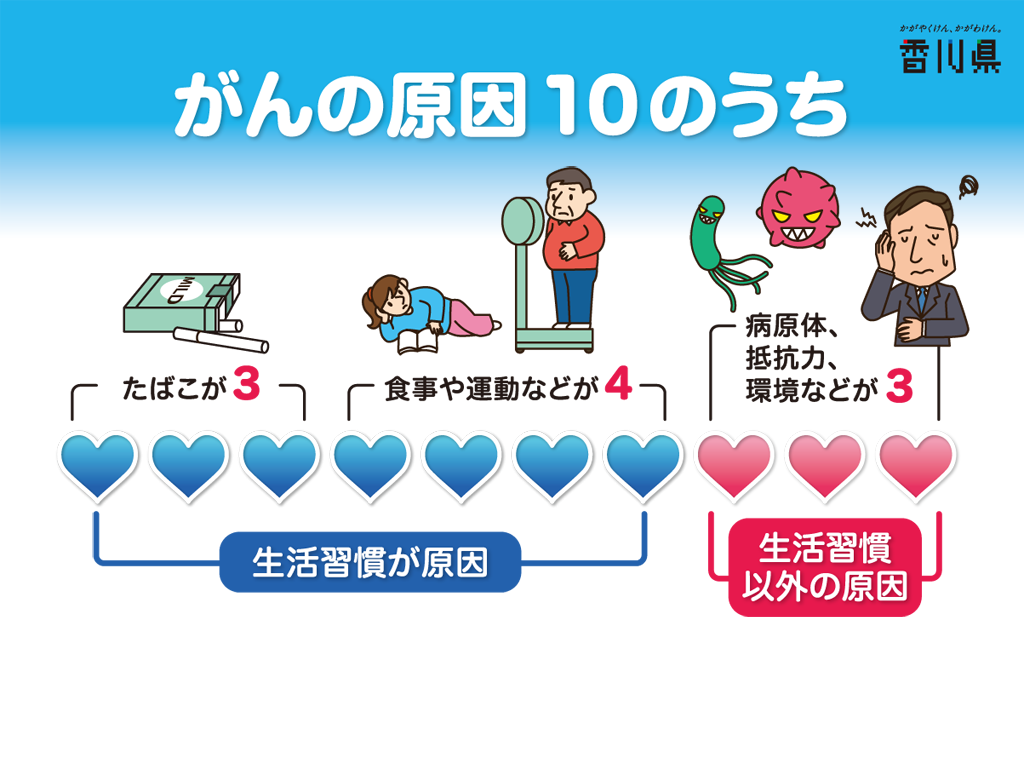 かがやくけん、かがわけん。
香川県
がんの原因10のうち
MILD
たばこが3
食事や運動などが4
病原体、
抵抗力、
環境などが3
生活習慣が原因
生活習慣
以外の原因